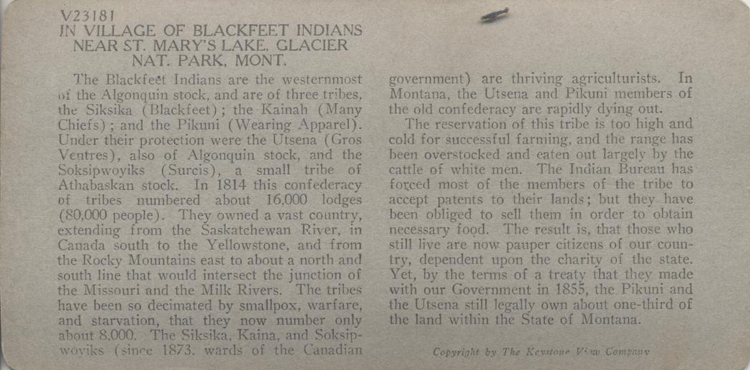 V23181
IN VILLAGE OF BLACKFEET INDIANS
NEAR ST. MARY'S LAKE, GLACIER
NAT. PARK, MONT.
The Blackfeet Indians are the westernmost
of the Algonquin stock, and are of three tribes,
the Siksika (Blackfeet); the Kainah (Many
Chiefs); and the Pikuni (Wearing Apparel).
Under their protection were the Utsena (Gros
Ventres), also of Algonquin stock, and the
Soksipwoyiks (Surcis), a small tribe of
Athabaskan stock. In 1814 this confederacy
of tribes numbered about 16,000 lodges
(80,000 people). They owned a vast country,
extending from the Saskatchewan River, in
Canada south to the Yellowstone, and from
the Rocky Mountains east to about a north and
south line that would intersect the junction of
the Missouri and the Milk Rivers. The tribes
have been so decimated by smallpox, warfare,
and starvation, that they now number only
about 8,000. The Siksika, Kaina, and Soksip-
woyiks (since 1873, wards of the Canadian
government) are thriving agriculturists. In
Montana, the Utsena and Pikuni members of
the old confederacy are rapidly dying out.
The reservation of this tribe is too high and
cold for successful farming, and the range has
been overstocked and eaten out largely by the
cattle of white men. The Indian Bureau has
forced most of the members of the tribe to
accept patents to their lands; but they have
been obliged to sell them in order to obtain
necessary food. The result is, that those who
still live are now pauper citizens of our coun-
try, dependent upon the charity of the state.
Yet, by the terms of a treaty that they made
with our Government in 1855, the Pikuni and
the Utsena still legally own about one-third of
the land within the State of Montana.
Copyright by The Keystone View Company